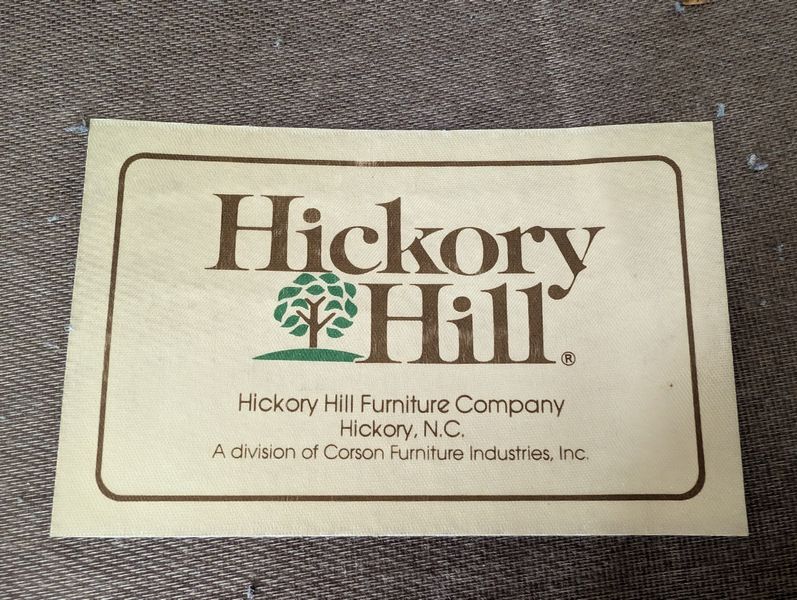 Hickory
Hill®
Hickory Hill Furniture Company
Hickory, N.C.
A division of Corson Furniture Industries, Inc.